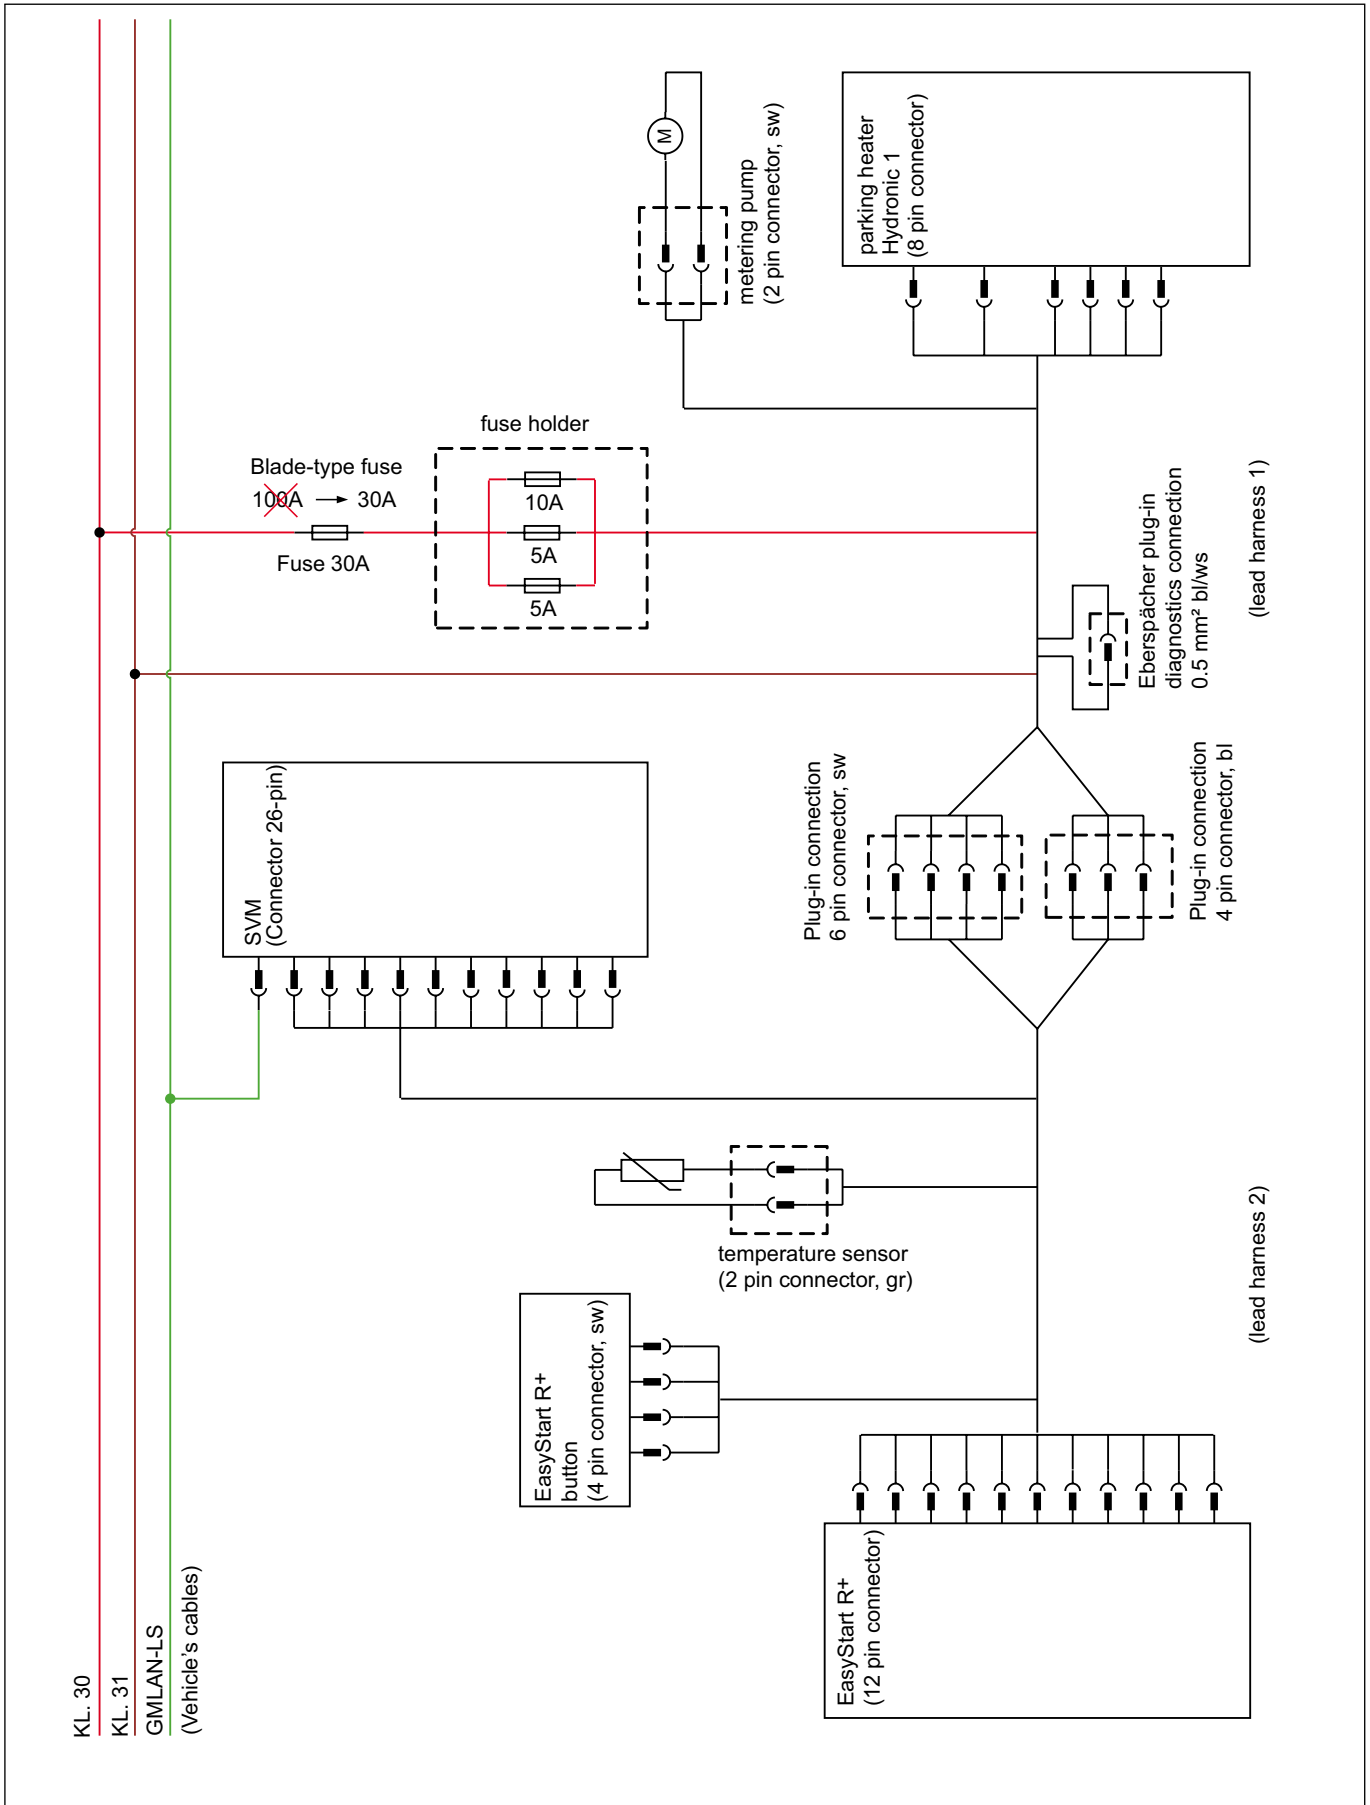 metering pump
(2 pin connector, sw)
M
parking heater
Hydronic 1
(8 pin connector)
fuse holder
Blade-type fuse
100A → 30A
Fuse 30A
10A
5A
5A
Eberspächer plug-in
diagnostics connection
0.5 mm² bl/ws
(lead harness 1)
SVM
(Connector 26-pin)
Plug-in connection
6 pin connector, sw
Plug-in connection
4 pin connector, bl
temperature sensor
(2 pin connector, gr)
(lead harness 2)
EasyStart R+
button
(4 pin connector, sw)
EasyStart R+
(12 pin connector)
KL. 30
KL. 31
GMLAN-LS
(Vehicle's cables)